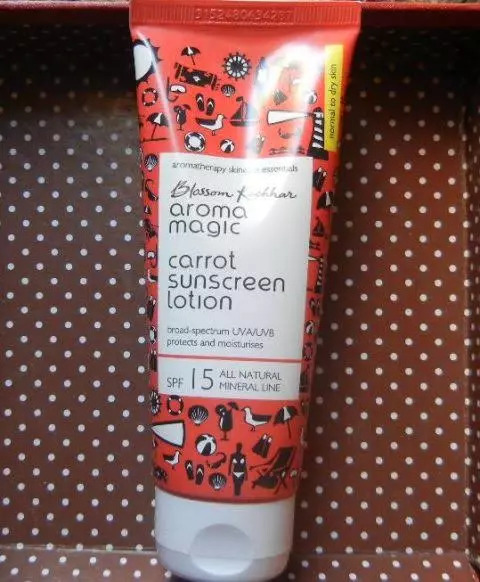 normal to dry skin
aromatherapy skincare essentials
Blossom Kochhar
aroma
magic
carrot
sunscreen
lotion
broad-spectrum UVA/UVB
protects and moisturises
SPF 15 ALL NATURAL
MINERAL LINE